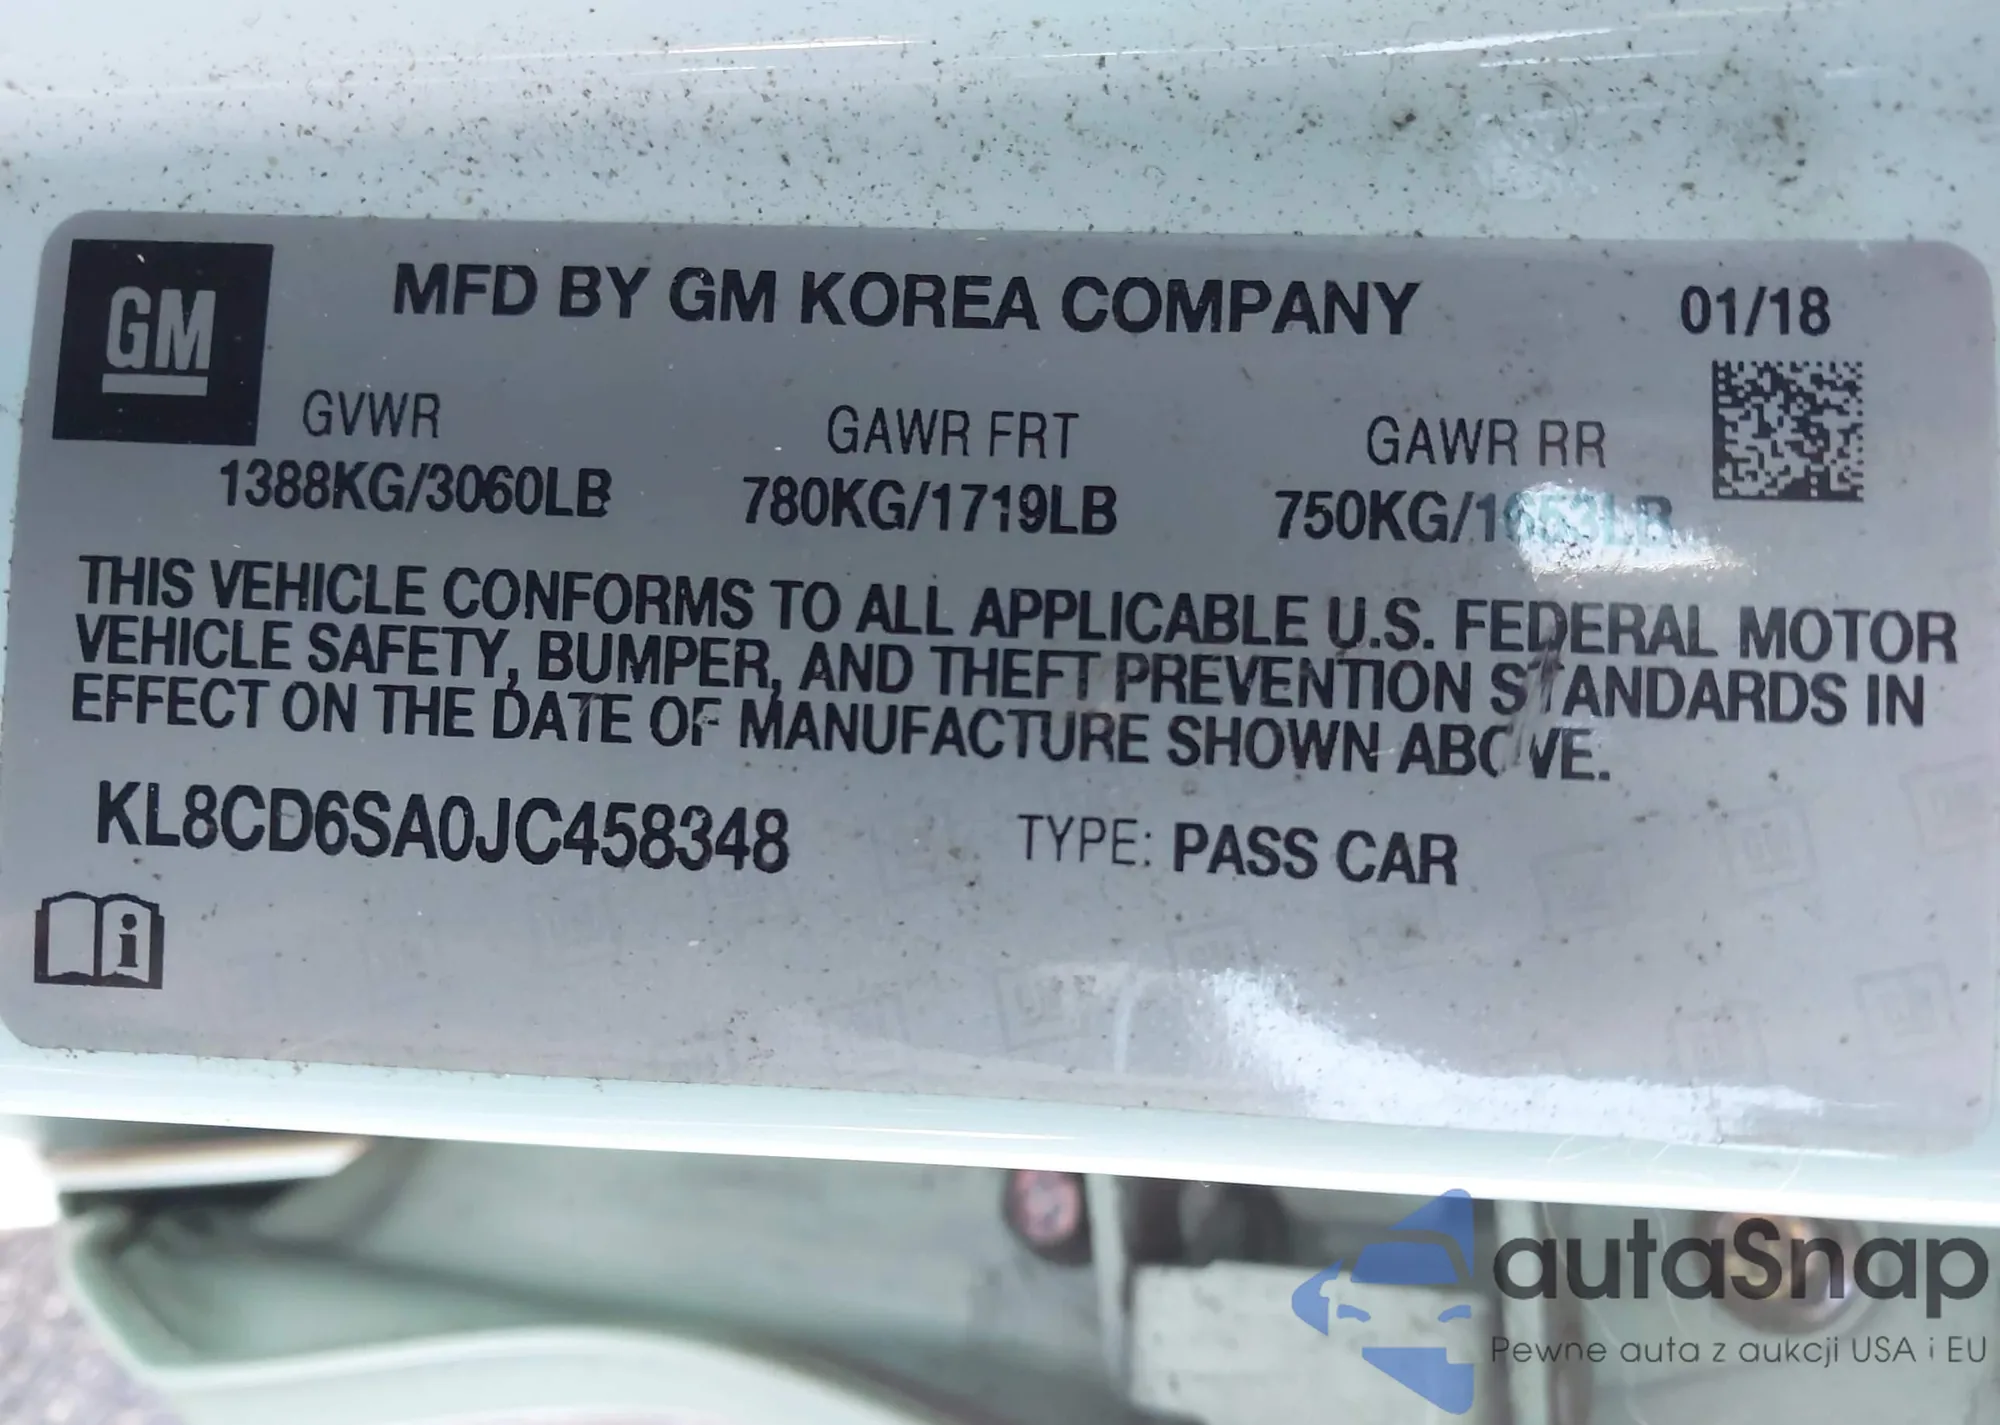 GM
MFD BY GM KOREA COMPANY 01/18
GVWR GAWR FRT GAWR RR
1388KG/3060LB 780KG/1719LB 750KG/1653LB
THIS VEHICLE CONFORMS TO ALL APPLICABLE U.S. FEDERAL MOTOR
VEHICLE SAFETY, BUMPER, AND THEFT PREVENTION STANDARDS IN
EFFECT ON THE DATE OF MANUFACTURE SHOWN ABOVE.
KL8CD6SA0JC458348 TYPE: PASS CAR
i
autaSnap
Pewne auta z aukcji USA i EU